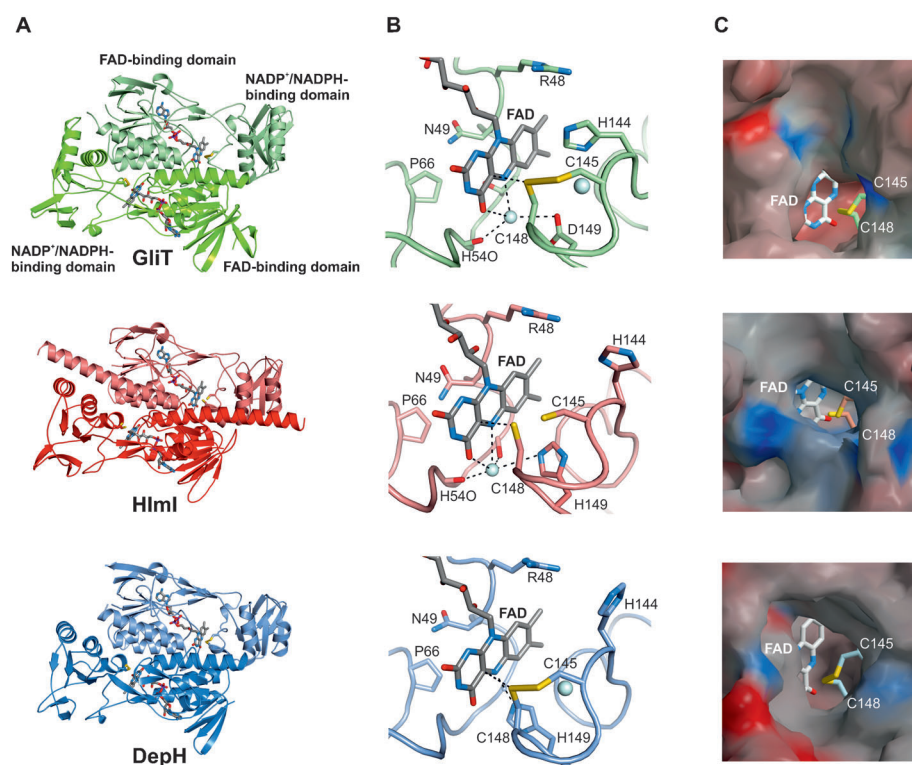 A
FAD-binding domain
NADP⁺/NADPH-
binding domain
NADP⁺/NADPH-
binding domain
GliT
FAD-binding domain
HlmI
DepH
B
R48
FAD
H144
N49
C145
P66
C148
D149
H54O
R48
H144
FAD
N49
C145
P66
H54O
C148
H149
R48
FAD
H144
N49
P66
C145
C148
H149
C
C145
FAD
C148
FAD
C145
C148
C145
FAD
C148